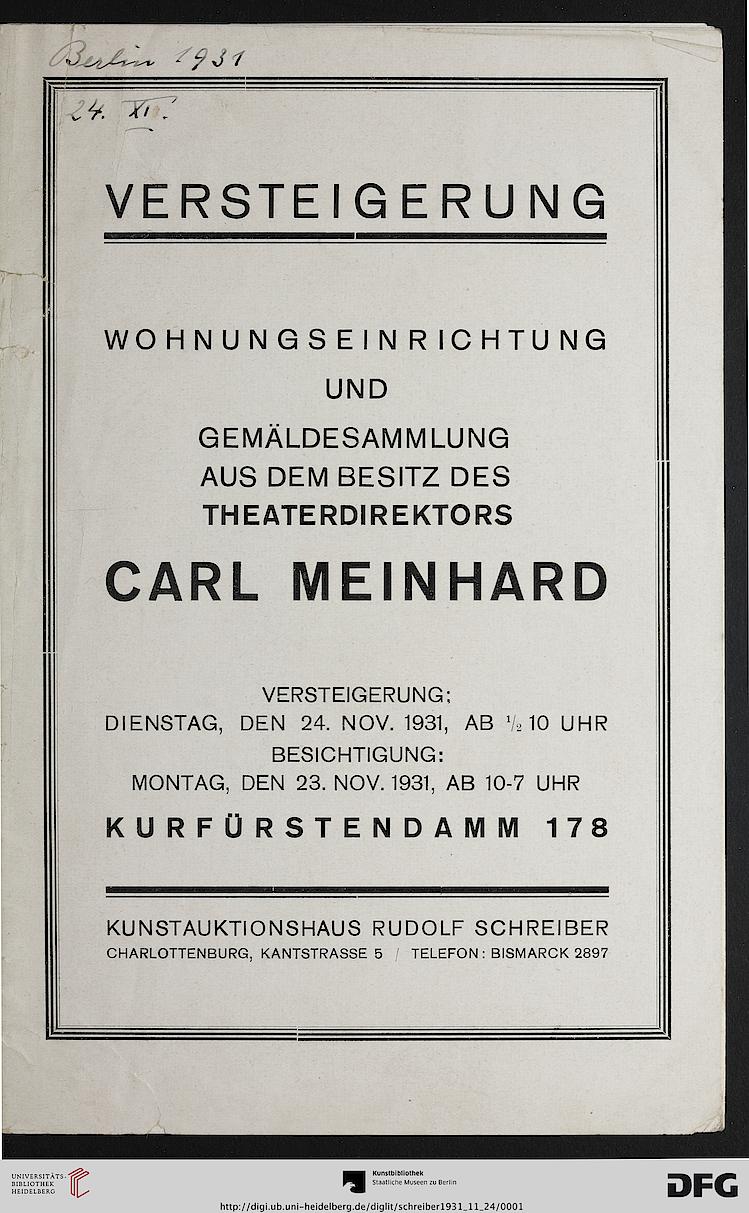 Berlin 1931
24. XI.
VERSTEIGERUNG
WOHNUNGSEINRICHTUNG
UND
GEMÄLDESAMMLUNG
AUS DEM BESITZ DES
THEATERDIREKTORS
CARL MEINHARD
VERSTEIGERUNG:
DIENSTAG, DEN 24. NOV. 1931, AB ½ 10 UHR
BESICHTIGUNG:
MONTAG, DEN 23. NOV. 1931, AB 10-7 UHR
KURFÜRSTENDAMM 178
KUNSTAUKTIONSHAUS RUDOLF SCHREIBER
CHARLOTTENBURG, KANTSTRASSE 5 / TELEFON: BISMARCK 2897
UNIVERSITÄTS-
BIBLIOTHEK
HEIDELBERG
Kunstbibliothek
Staatliche Museen zu Berlin
DFG
http://digi.ub.uni-heidelberg.de/diglit/schreiber1931_11_24/0001